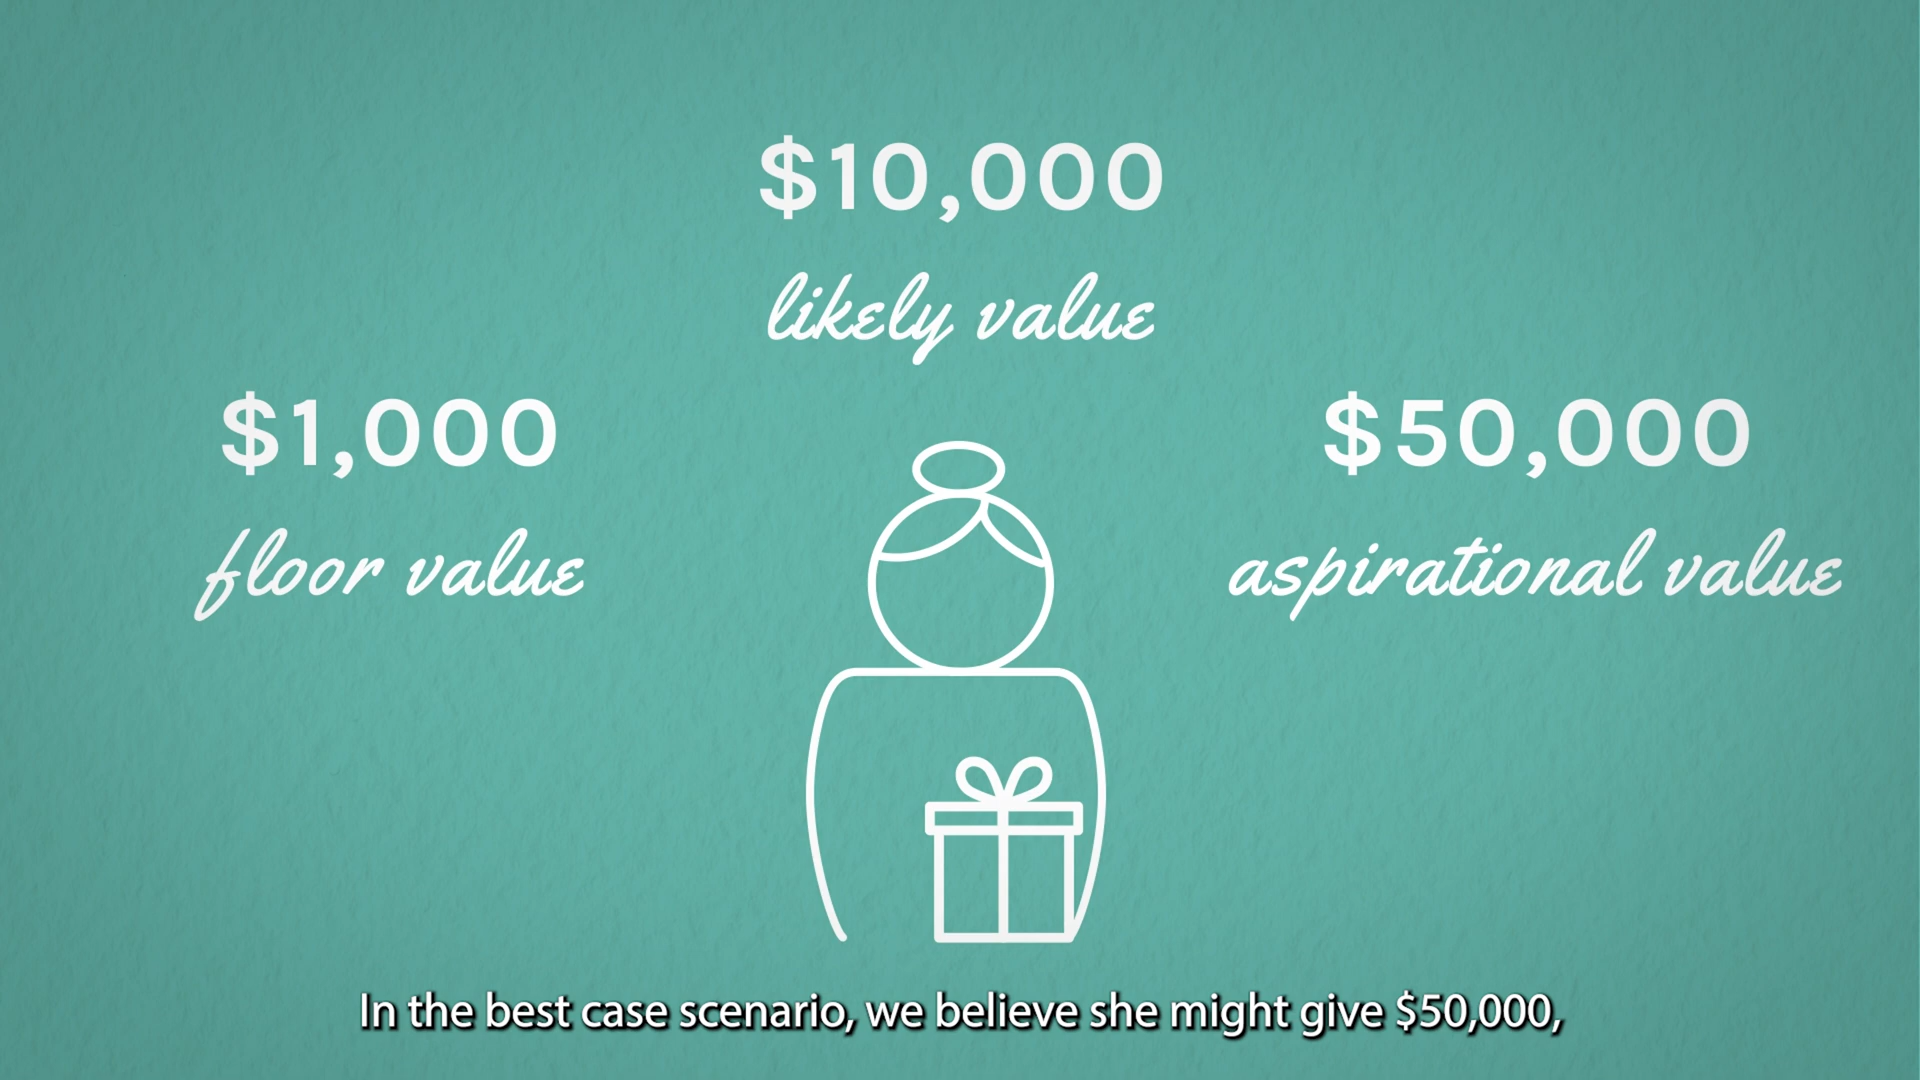 $10,000
likely value
$1,000
floor value
$50,000
aspirational value
In the best case scenario, we believe she might give $50,000,